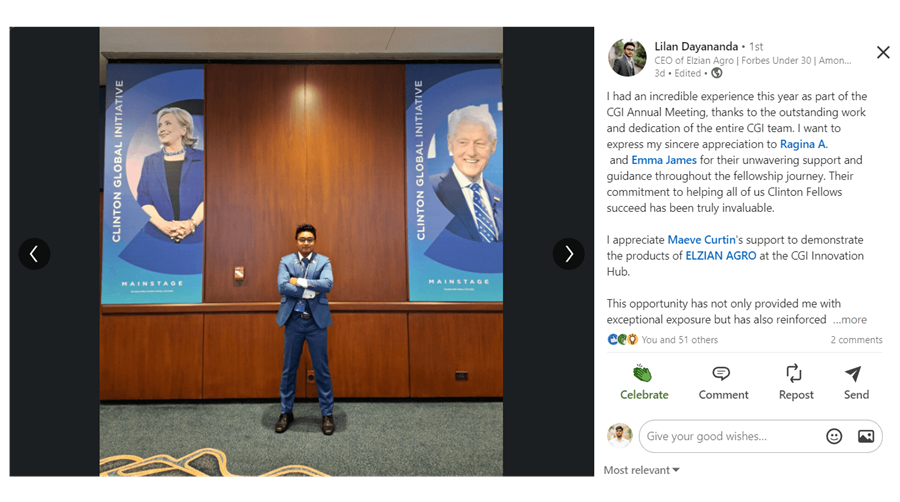 CLINTON GLOBAL INITIATIVE
MAINSTAGE
CLINTON GLOBAL INITIATIVE
MAINSTAGE
Lilan Dayananda • 1st
CEO of Elzian Agro | Forbes Under 30 | Amon...
3d • Edited •
I had an incredible experience this year as part of the
CGI Annual Meeting, thanks to the outstanding work
and dedication of the entire CGI team. I want to
express my sincere appreciation to Ragina A.
and Emma James for their unwavering support and
guidance throughout the fellowship journey. Their
commitment to helping all of us Clinton Fellows
succeed has been truly invaluable.
I appreciate Maeve Curtin's support to demonstrate
the products of ELZIAN AGRO at the CGI Innovation
Hub.
This opportunity has not only provided me with
exceptional exposure but has also reinforced ...more
You and 51 others
2 comments
Celebrate
Comment
Repost
Send
Give your good wishes...
Most relevant